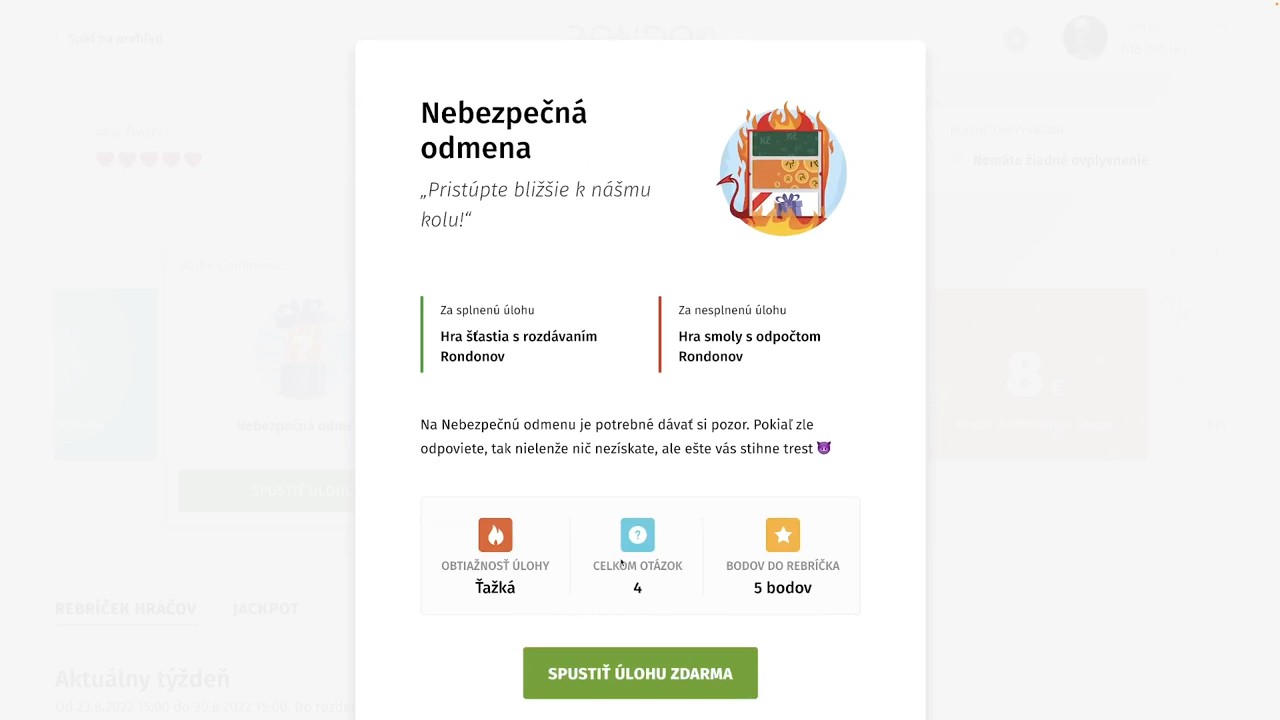 Späť na prehľad
Nemáte žiadné ovplyvnenie
Nebezpečná
odmena
„Pristúpte bližšie k nášmu
kolu!“
Za splnenú úlohu
Hra šťastia s rozdávaním
Rondonov
Za nesplnenú úlohu
Hra smoly s odpočtom
Rondonov
Na Nebezpečnú odmenu je potrebné dávať si pozor. Pokiaľ zle
odpoviete, tak nielenže nič nezískate, ale ešte vás stihne trest 😈
OBTIAŽNOSŤ ÚLOHY
Ťažká
CELKOM OTÁZOK
4
BODOV DO REBRÍČKA
5 bodov
SPUSTIŤ ÚLOHU ZDARMA
8 €
SPUSTIŤ ÚLOHU
REBRÍČEK HRÁČOV
JACKPOT
Aktuálny týždeň